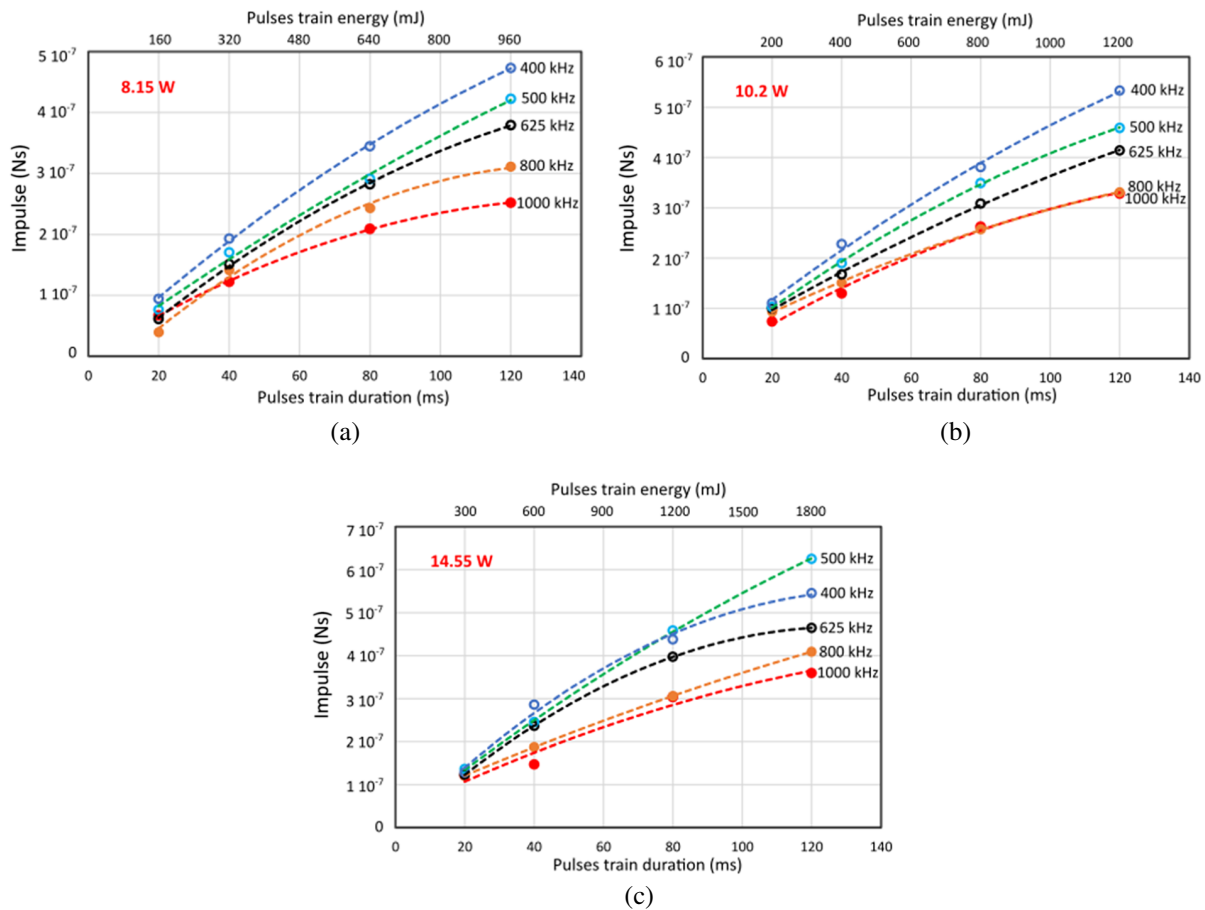 Pulses train energy (mJ)
160 320 480 640 800 960
5 10⁻⁷
8.15 W
400 kHz
500 kHz
4 10⁻⁷
625 kHz
3 10⁻⁷
800 kHz
Impulse (Ns)
2 10⁻⁷
1000 kHz
1 10⁻⁷
0
0 20 40 60 80 100 120 140
Pulses train duration (ms)
(a)
Pulses train energy (mJ)
200 400 600 800 1000 1200
6 10⁻⁷
10.2 W
400 kHz
5 10⁻⁷
500 kHz
4 10⁻⁷
625 kHz
3 10⁻⁷
800 kHz
1000 kHz
Impulse (Ns)
2 10⁻⁷
1 10⁻⁷
0
0 20 40 60 80 100 120 140
Pulses train duration (ms)
(b)
Pulses train energy (mJ)
300 600 900 1200 1500 1800
7 10⁻⁷
14.55 W
500 kHz
6 10⁻⁷
400 kHz
5 10⁻⁷
625 kHz
4 10⁻⁷
800 kHz
1000 kHz
Impulse (Ns)
3 10⁻⁷
2 10⁻⁷
1 10⁻⁷
0
0 20 40 60 80 100 120 140
Pulses train duration (ms)
(c)